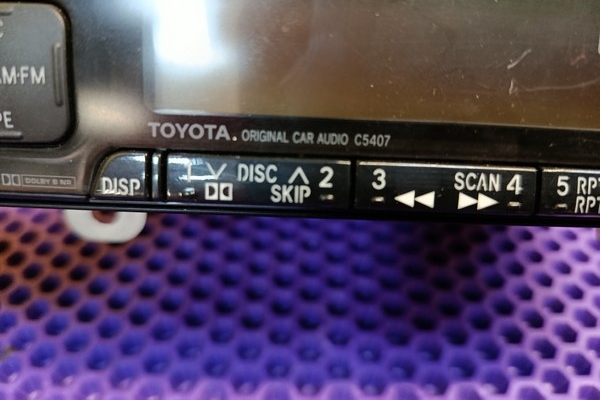 AM·FM
TOYOTA. ORIGINAL CAR AUDIO C5407
DOLBY B NR
DISP
DISC
SKIP
2
3
SCAN 4
5 RPT
RPT